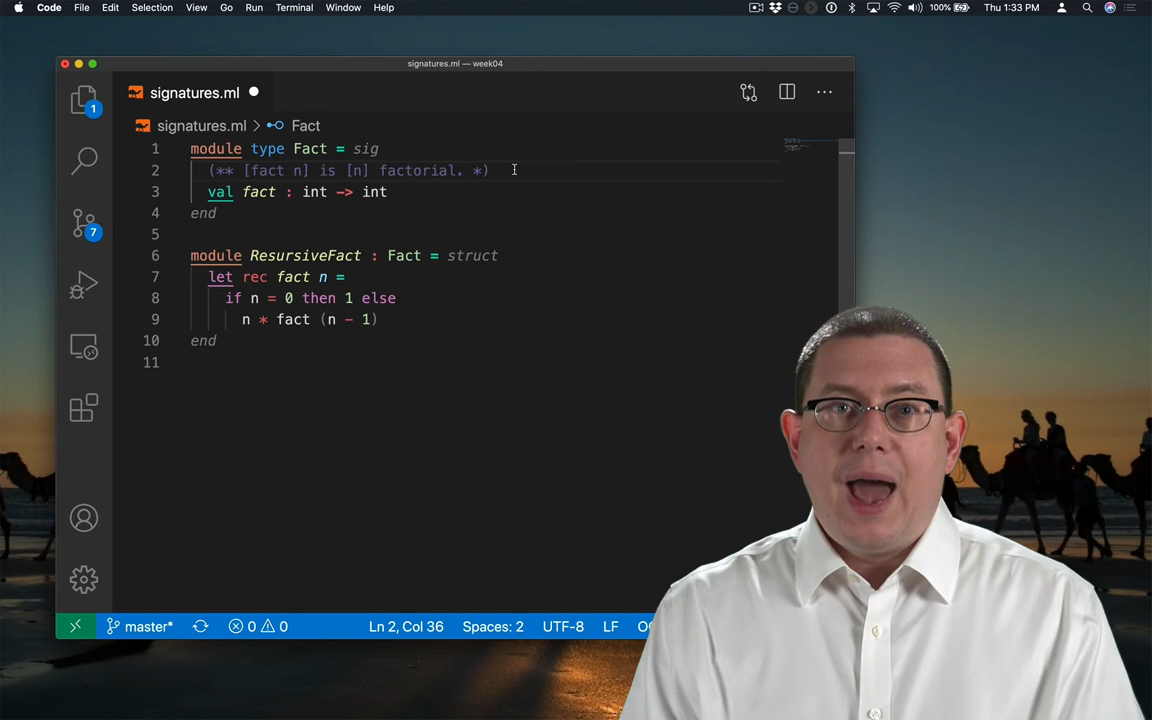 Code File Edit Selection View Go Run Terminal Window Help 100% Thu 1:33 PM
signatures.ml — week04
signatures.ml
1
signatures.ml > Fact
1 module type Fact = sig
2 (** [fact n] is [n] factorial. *)
3 val fact : int -> int
4 end
5
6 module ResursiveFact : Fact = struct
7 let rec fact n =
8 if n = 0 then 1 else
9 n * fact (n - 1)
10 end
11
7
master* 0 0 Ln 2, Col 36 Spaces: 2 UTF-8 LF